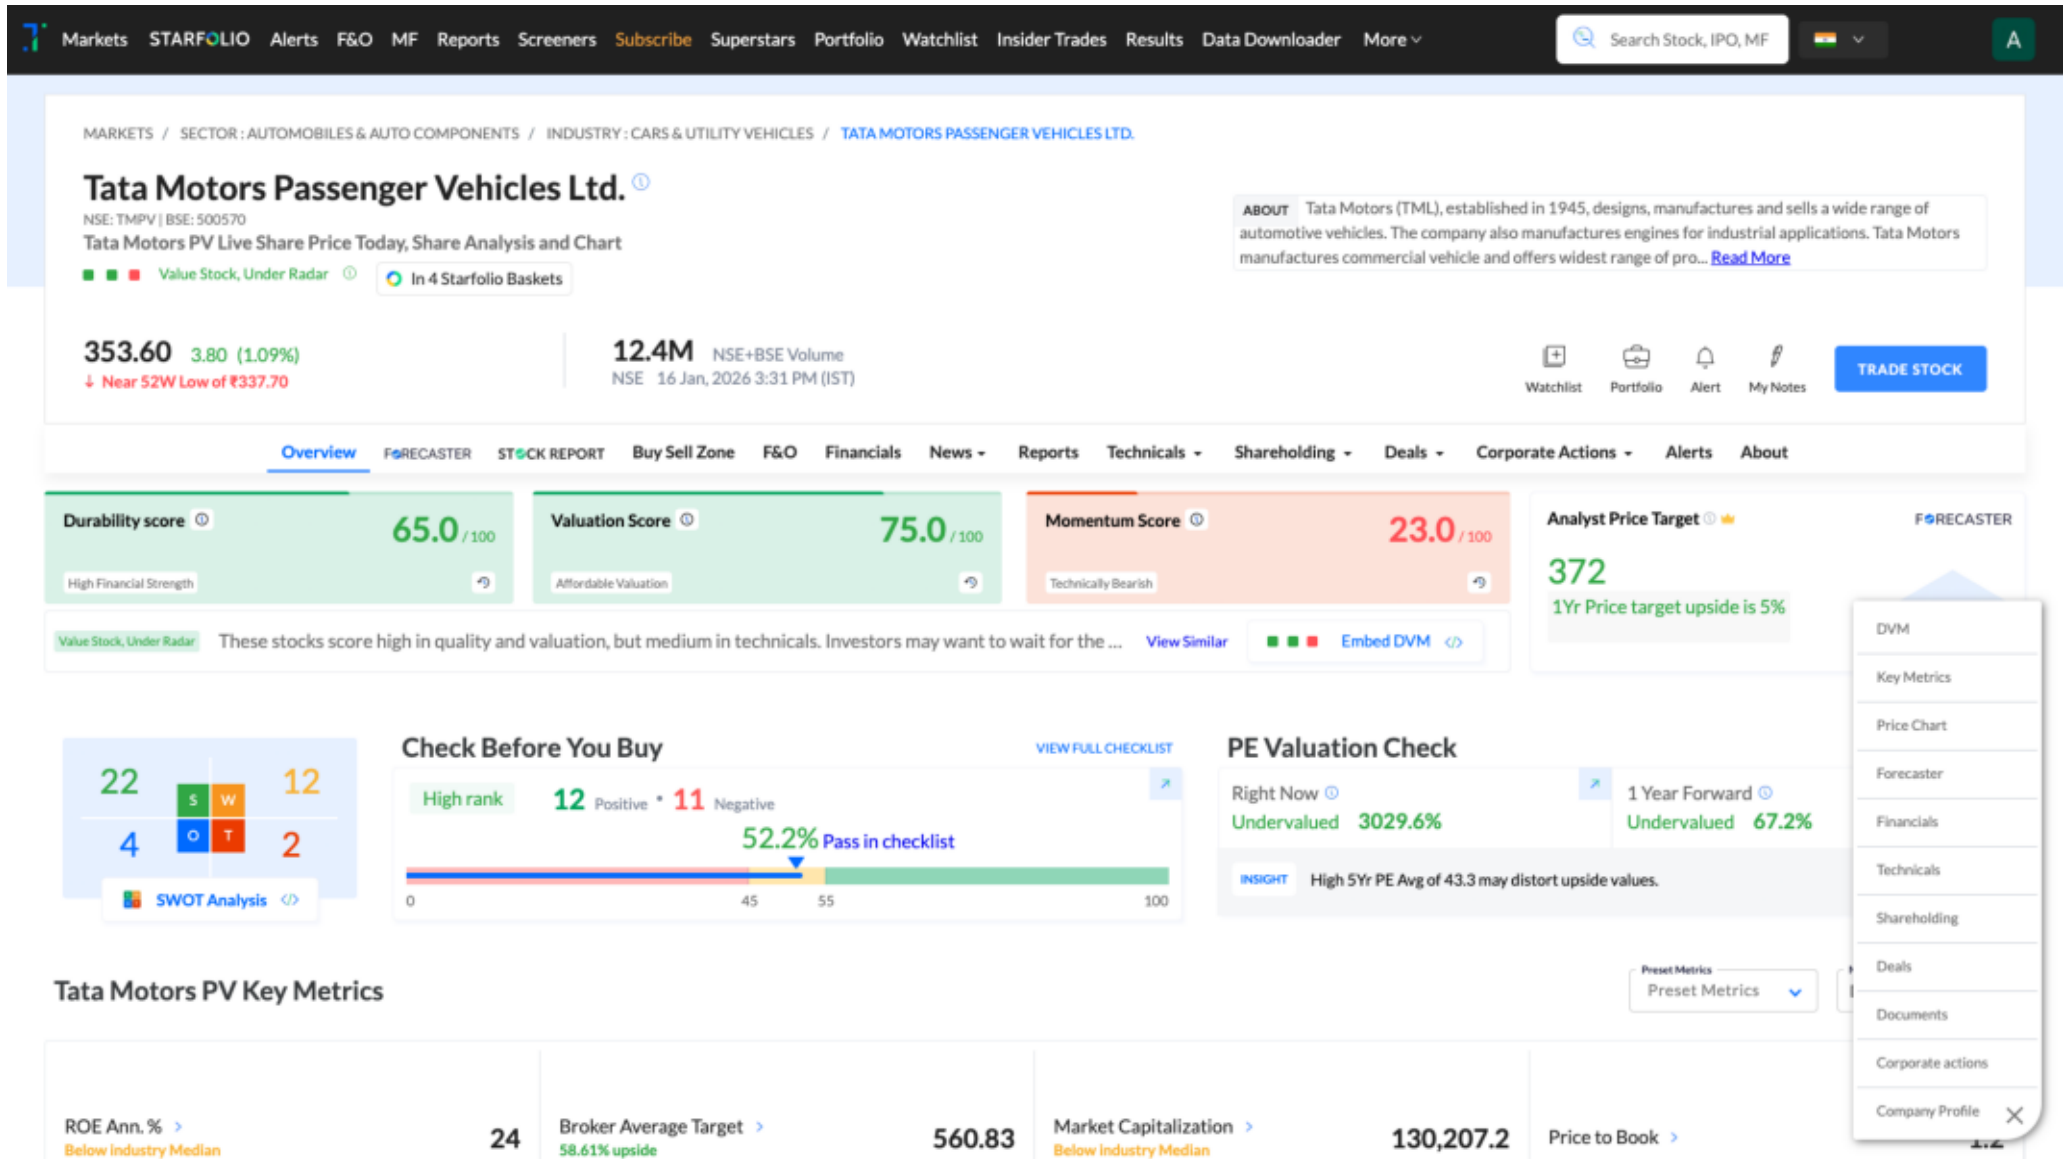 Markets STARFOLIO Alerts F&O MF Reports Screeners Subscribe Superstars Portfolio Watchlist Insider Trades Results Data Downloader More
Search Stock, IPO, MF
A
MARKETS / SECTOR : AUTOMOBILES & AUTO COMPONENTS / INDUSTRY : CARS & UTILITY VEHICLES / TATA MOTORS PASSENGER VEHICLES LTD.
Tata Motors Passenger Vehicles Ltd.
NSE: TMPV | BSE: 500570
Tata Motors PV Live Share Price Today, Share Analysis and Chart
Value Stock, Under Radar
In 4 Starfolio Baskets
ABOUT Tata Motors (TML), established in 1945, designs, manufactures and sells a wide range of
automotive vehicles. The company also manufactures engines for industrial applications. Tata Motors
manufactures commercial vehicle and offers widest range of pro... Read More
353.60 3.80 (1.09%)
↓ Near 52W Low of ₹337.70
12.4M NSE+BSE Volume
NSE 16 Jan, 2026 3:31 PM (IST)
Watchlist Portfolio Alert My Notes
TRADE STOCK
Overview FORECASTER STOCK REPORT Buy Sell Zone F&O Financials News Reports Technicals Shareholding Deals Corporate Actions Alerts About
Durability score 65.0 / 100
High Financial Strength
Valuation Score 75.0 / 100
Affordable Valuation
Momentum Score 23.0 / 100
Technically Bearish
Analyst Price Target FORECASTER
372
1Yr Price target upside is 5%
Value Stock, Under Radar These stocks score high in quality and valuation, but medium in technicals. Investors may want to wait for the ... View Similar
Embed DVM </>
22 12
S W
O T
4 2
SWOT Analysis </>
Check Before You Buy
VIEW FULL CHECKLIST
High rank 12 Positive • 11 Negative
52.2% Pass in checklist
0 45 55 100
PE Valuation Check
Right Now
Undervalued 3029.6%
1 Year Forward
Undervalued 67.2%
INSIGHT High 5Yr PE Avg of 43.3 may distort upside values.
DVM
Key Metrics
Price Chart
Forecaster
Financials
Technicals
Shareholding
Deals
Documents
Corporate actions
Company Profile
Tata Motors PV Key Metrics
Preset Metrics
Preset Metrics
ROE Ann. % 24
Below industry Median
Broker Average Target 560.83
58.61% upside
Market Capitalization 130,207.2
Below industry Median
Price to Book